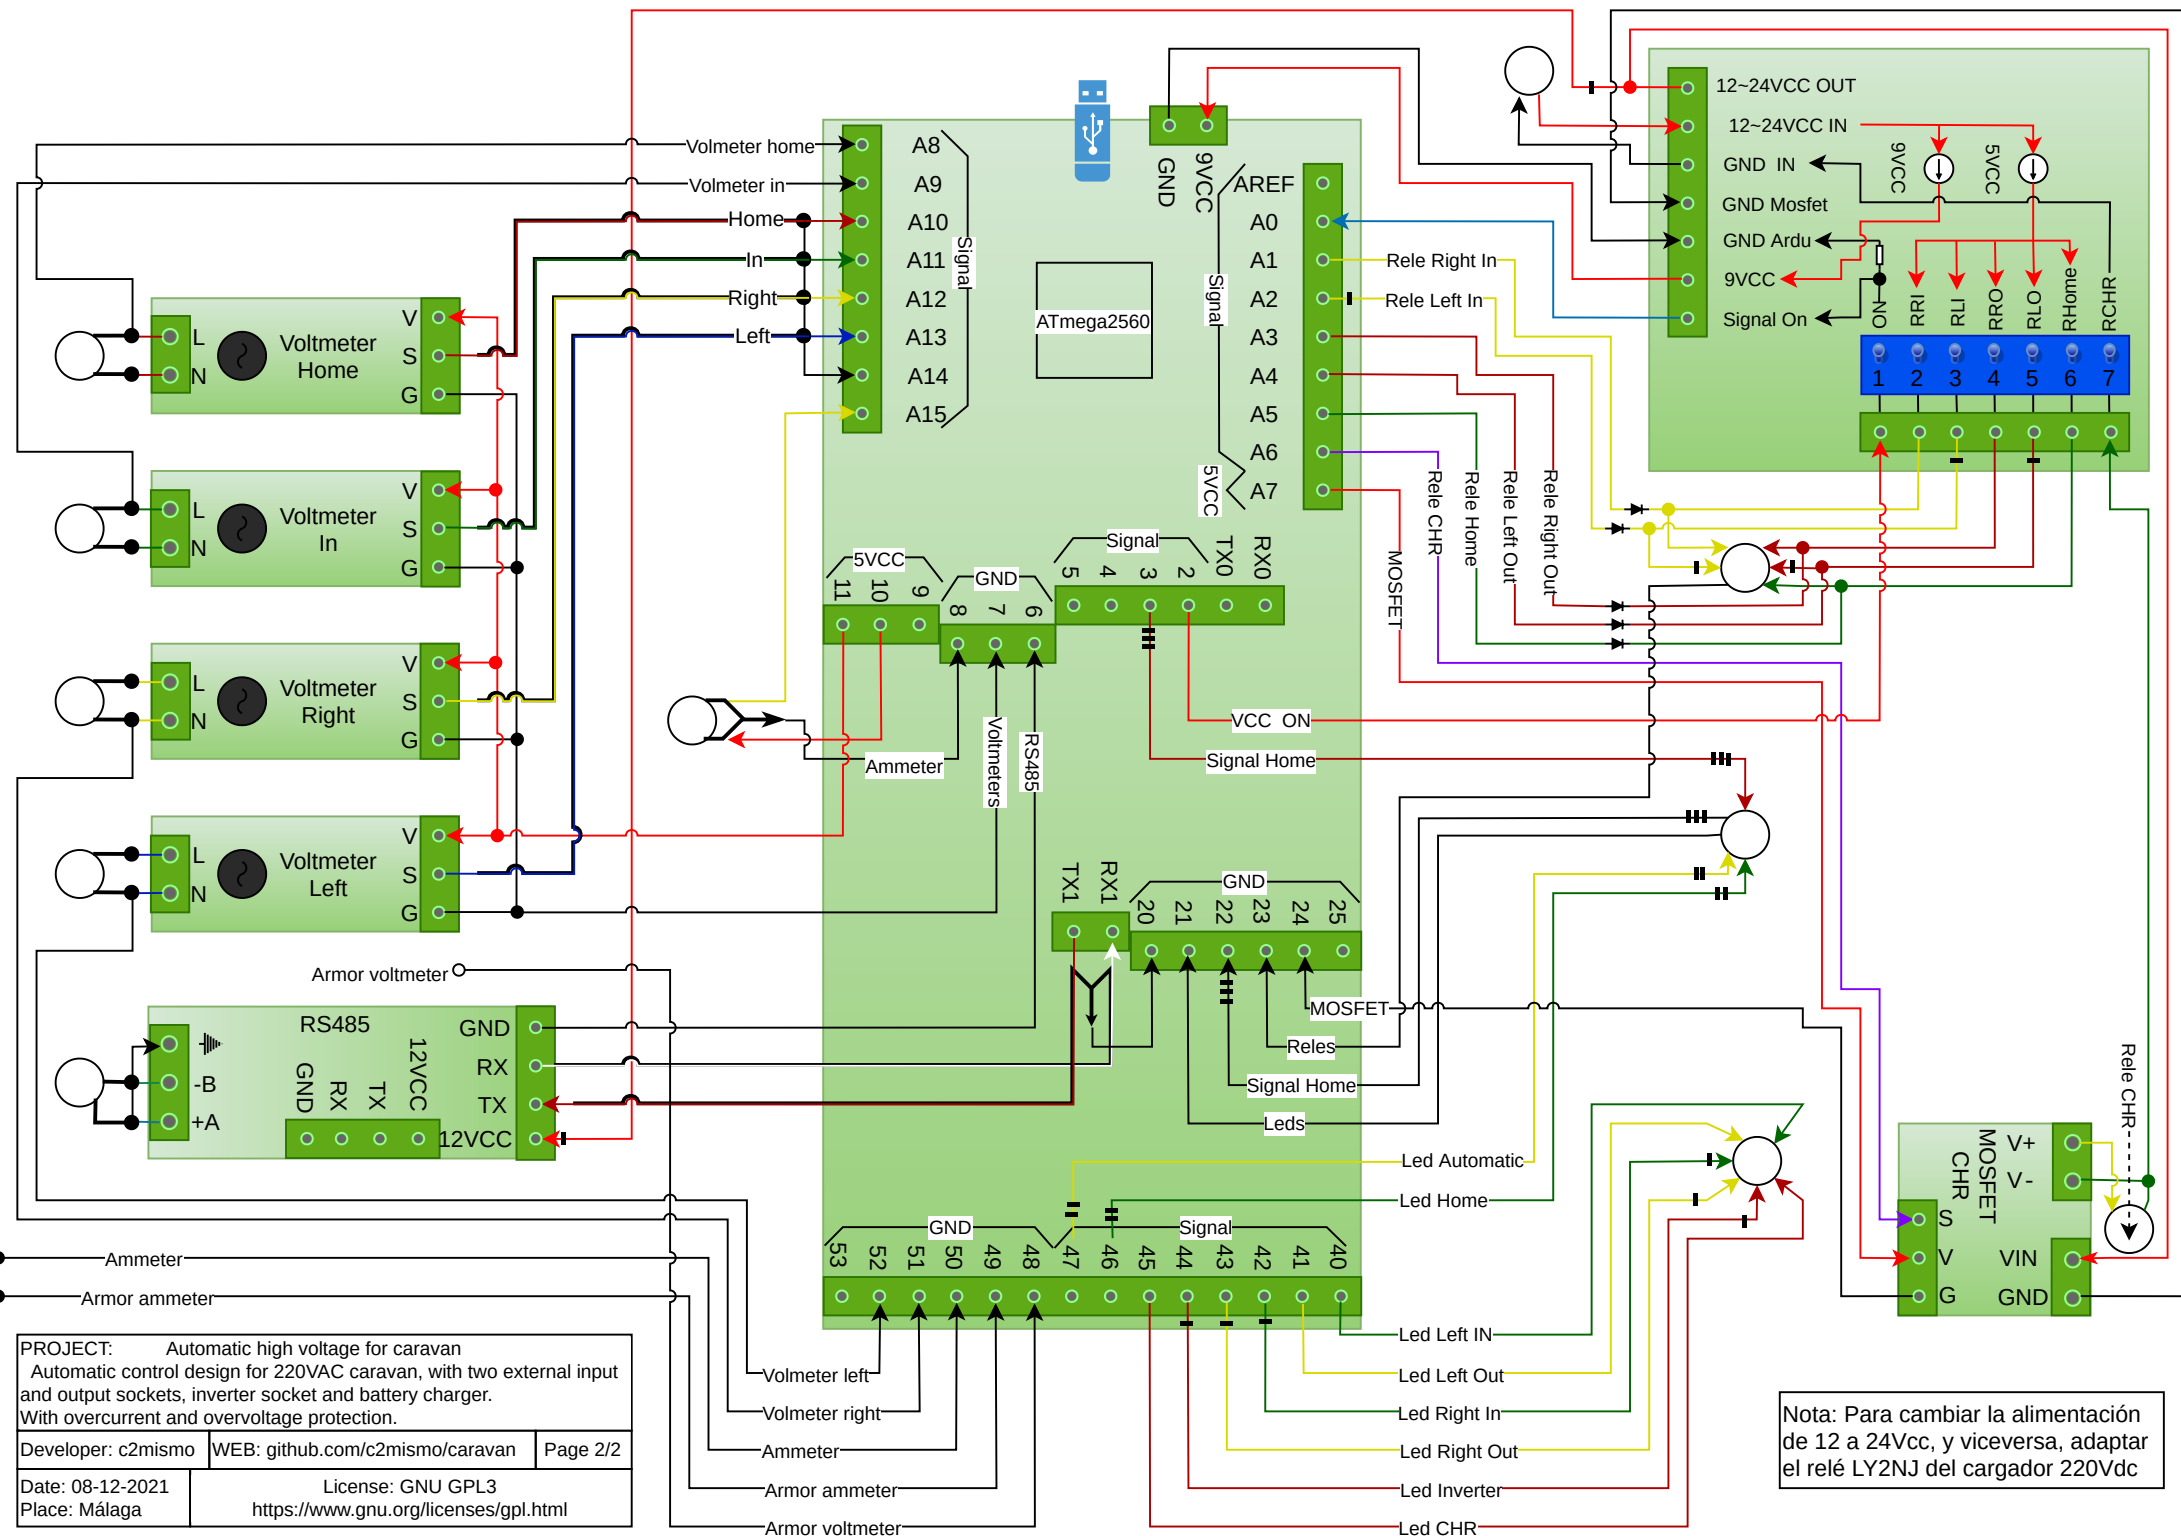 Volmeter home
Volmeter in
Home
In
Right
Left
A8
A9
A10
A11
A12
A13
A14
A15
Signal
GND
9VCC
AREF
A0
A1
A2
A3
A4
A5
A6
A7
Signal
5VCC
ATmega2560
Rele Right In
Rele Left In
12~24VCC OUT
12~24VCC IN
GND IN
GND Mosfet
GND Ardu
9VCC
Signal On
9VCC
5VCC
ON
RRI
RLI
RRO
RLO
RHome
RCHR
1
2
3
4
5
6
7
L
N
Voltmeter
Home
V
S
G
L
N
Voltmeter
In
V
S
G
L
N
Voltmeter
Right
V
S
G
L
N
Voltmeter
Left
V
S
G
5VCC
11
10
9
GND
8
7
6
Signal
5
4
3
2
TX0
RX0
MOSFET
Rele CHR
Rele Home
Rele Left Out
Rele Right Out
Ammeter
Voltmeters
RS485
VCC ON
Signal Home
TX1
RX1
GND
20
21
22
23
24
25
MOSFET
Reles
Signal Home
Leds
Armor voltmeter
RS485
GND
RX
TX
12VCC
-B
+A
GND
RX
TX
12VCC
Led Automatic
Led Home
GND
Signal
53
52
51
50
49
48
47
46
45
44
43
42
41
40
Ammeter
Armor ammeter
Volmeter left
Volmeter right
Ammeter
Armor ammeter
Armor voltmeter
Led Left IN
Led Left Out
Led Right In
Led Right Out
Led Inverter
Led CHR
Rele CHR
MOSFET
CHR
V+
V-
S
V
G
VIN
GND
PROJECT: Automatic high voltage for caravan
Automatic control design for 220VAC caravan, with two external input
and output sockets, inverter socket and battery charger.
With overcurrent and overvoltage protection.
Developer: c2mismo
WEB: github.com/c2mismo/caravan
Page 2/2
Date: 08-12-2021
Place: Málaga
License: GNU GPL3
https://www.gnu.org/licenses/gpl.html
Nota: Para cambiar la alimentación
de 12 a 24Vcc, y viceversa, adaptar
el relé LY2NJ del cargador 220Vdc